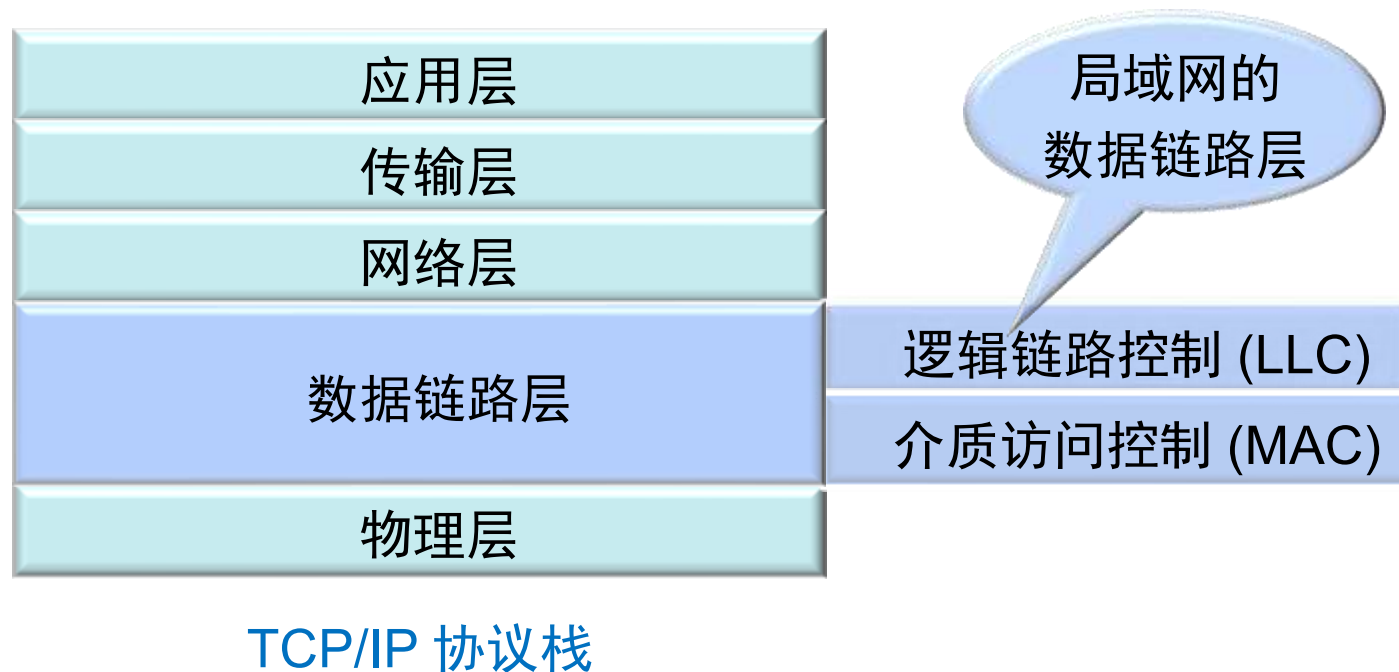 应用层
传输层
网络层
数据链路层
物理层
局域网的
数据链路层
逻辑链路控制 (LLC)
介质访问控制 (MAC)
TCP/IP 协议栈